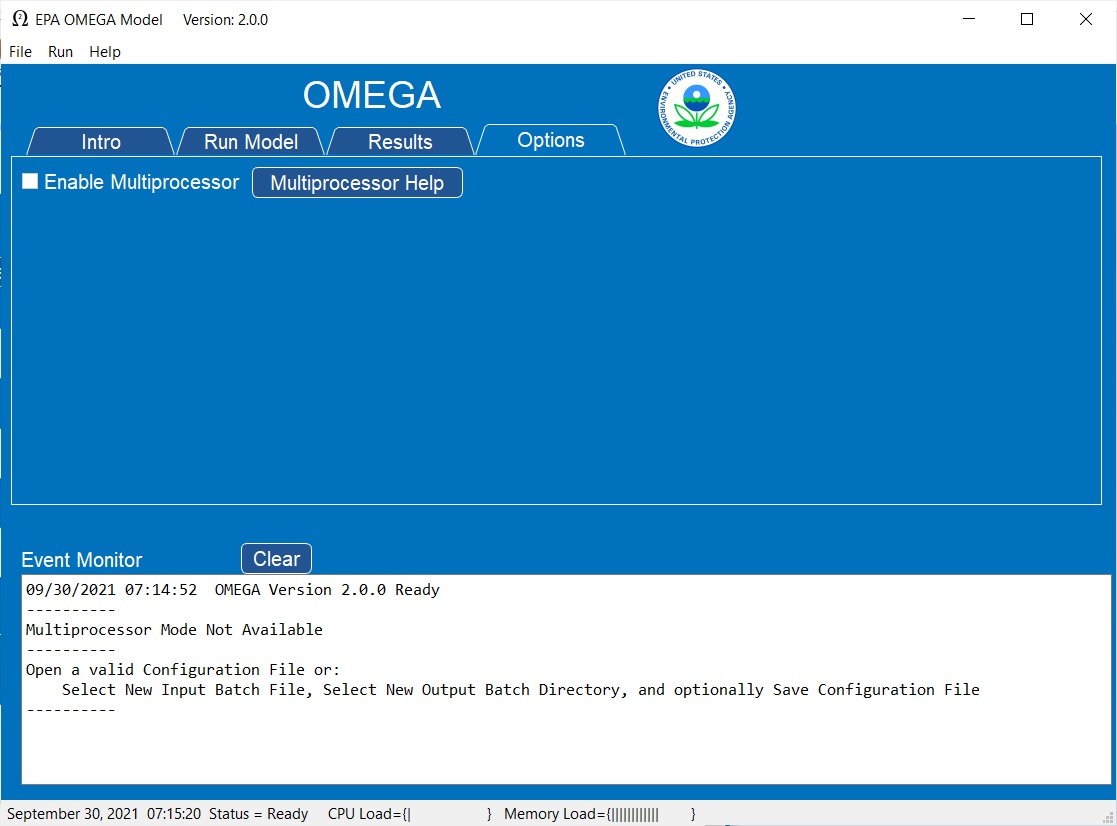 EPA OMEGA Model Version: 2.0.0
File Run Help
OMEGA
UNITED STATES ENVIRONMENTAL PROTECTION AGENCY
Intro Run Model Results Options
Enable Multiprocessor Multiprocessor Help
Event Monitor Clear
09/30/2021 07:14:52  OMEGA Version 2.0.0 Ready
----------
Multiprocessor Mode Not Available
----------
Open a valid Configuration File or:
    Select New Input Batch File, Select New Output Batch Directory, and optionally Save Configuration File
----------
September 30, 2021 07:15:20 Status = Ready CPU Load={| } Memory Load={|||||||||||| }